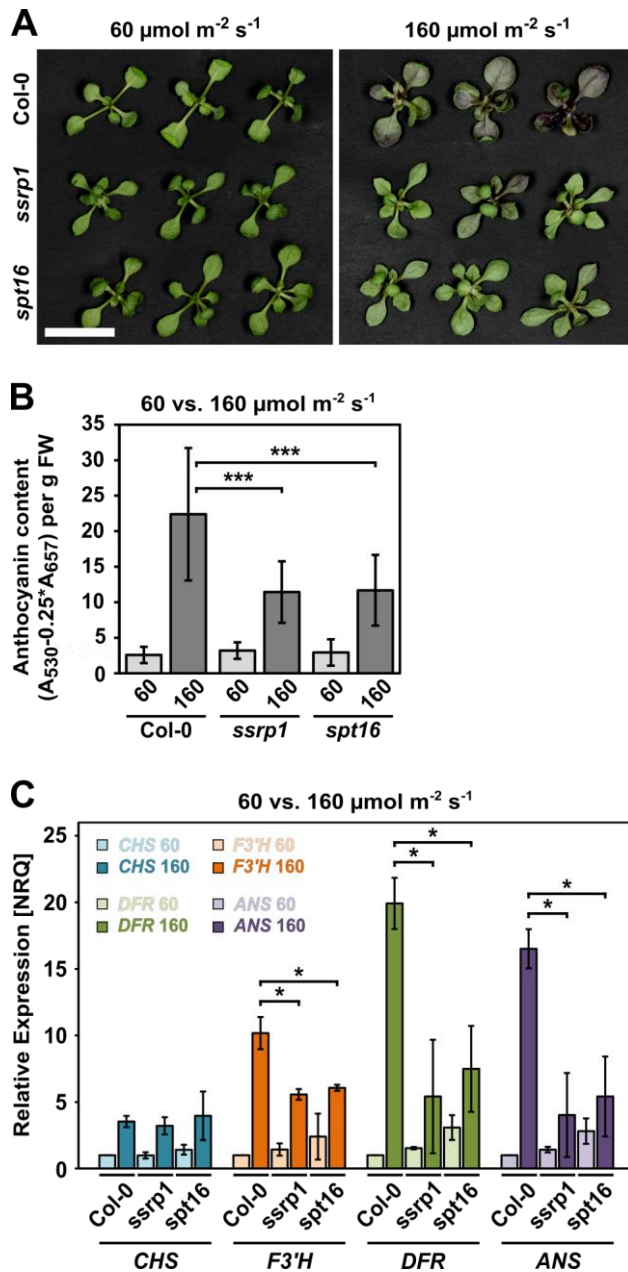 A
60 µmol m⁻² s⁻¹
160 µmol m⁻² s⁻¹
Col-0
ssrp1
spt16
B
60 vs. 160 µmol m⁻² s⁻¹
Anthocyanin content
(A530-0.25*A657) per g FW
35
30
25
20
15
10
5
0
***
***
60 160 60 160 60 160
Col-0 ssrp1 spt16
C
60 vs. 160 µmol m⁻² s⁻¹
Relative Expression [NRQ]
25
20
15
10
5
0
CHS 60 F3'H 60
CHS 160 F3'H 160
DFR 60 ANS 60
DFR 160 ANS 160
* * * * * *
Col-0 ssrp1 spt16 Col-0 ssrp1 spt16 Col-0 ssrp1 spt16 Col-0 ssrp1 spt16
CHS F3'H DFR ANS